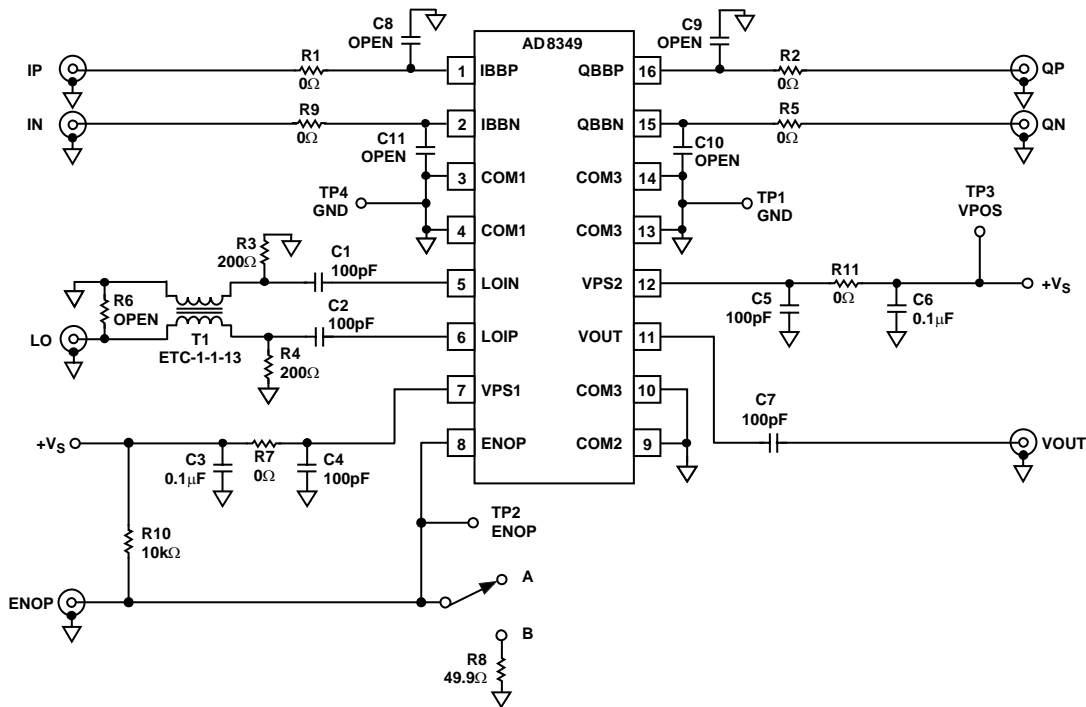 C8
OPEN
AD8349
C9
OPEN
IP
R1
0Ω
1
IBBP
QBBP
16
R2
0Ω
QP
IN
R9
0Ω
2
IBBN
QBBN
15
R5
0Ω
QN
C11
OPEN
C10
OPEN
3
COM1
COM3
14
TP4
GND
TP1
GND
TP3
VPOS
4
COM1
COM3
13
R3
200Ω
C1
100pF
5
LOIN
VPS2
12
R11
0Ω
+VS
R6
OPEN
C2
100pF
C5
100pF
C6
0.1μF
LO
T1
ETC-1-1-13
6
LOIP
VOUT
11
R4
200Ω
7
VPS1
COM3
10
C7
100pF
+VS
C3
0.1μF
R7
0Ω
C4
100pF
8
ENOP
COM2
9
VOUT
R10
10kΩ
TP2
ENOP
ENOP
A
B
R8
49.9Ω